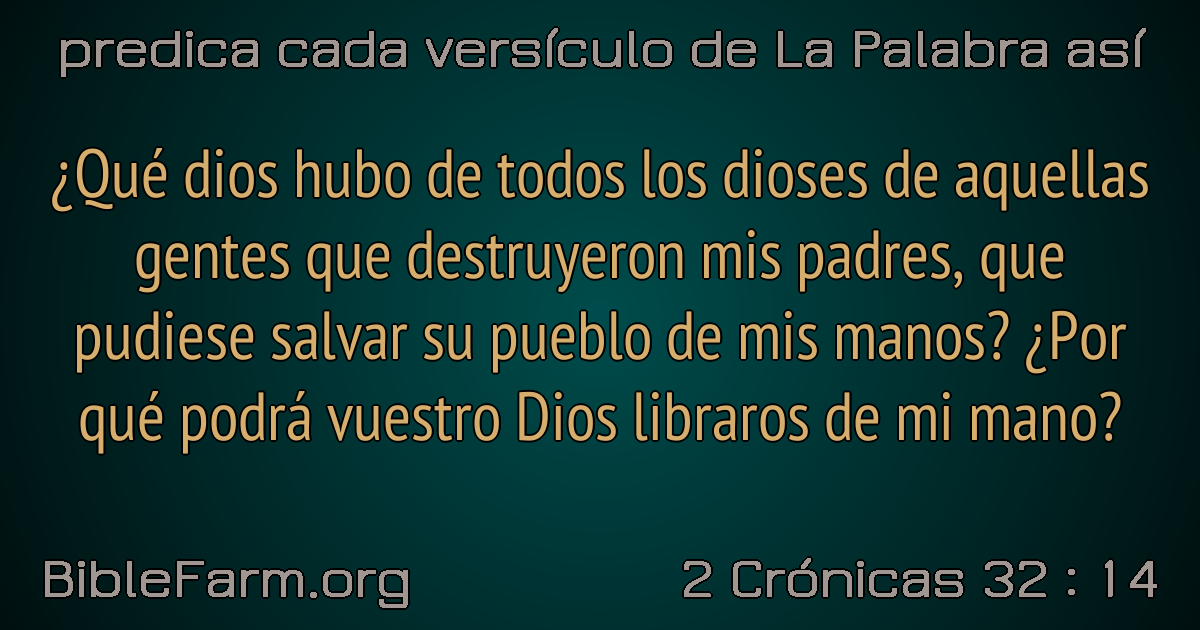 predica cada versículo de La Palabra así
¿Qué dios hubo de todos los dioses de aquellas
gentes que destruyeron mis padres, que
pudiese salvar su pueblo de mis manos? ¿Por
qué podrá vuestro Dios libraros de mi mano?
BibleFarm.org
2 Crónicas 32 : 14